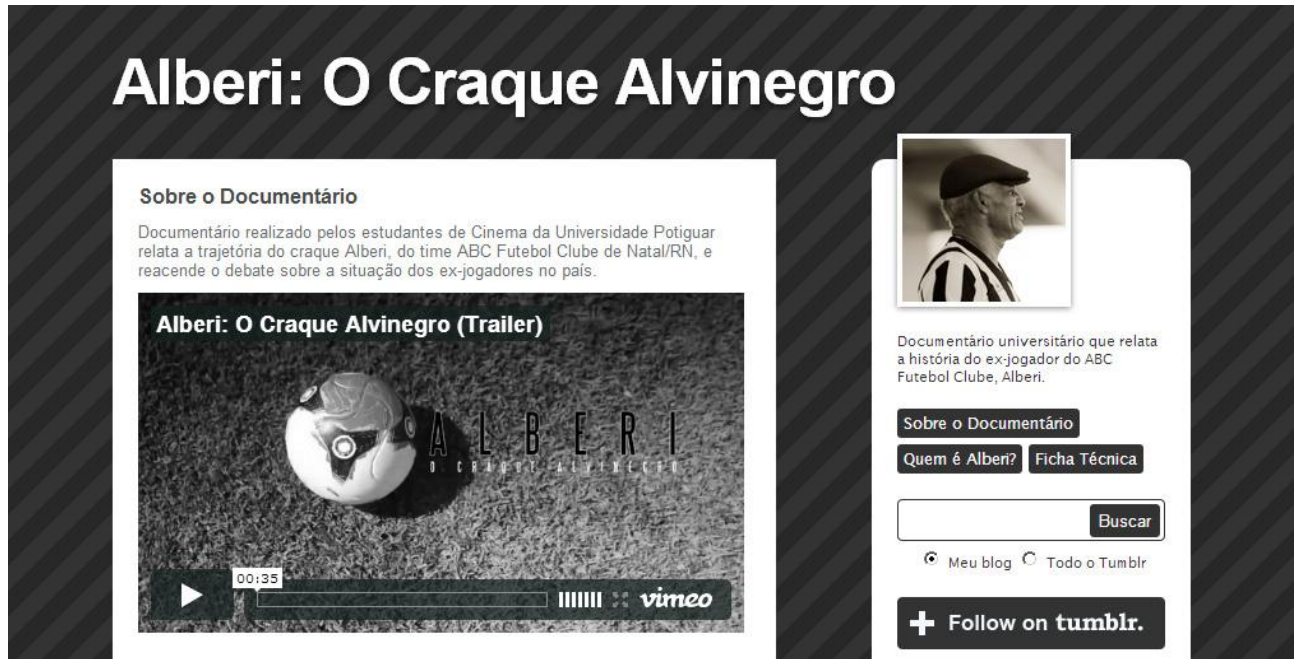 Alberi: O Craque Alvinegro
Sobre o Documentário
Documentário realizado pelos estudantes de Cinema da Universidade Potiguar
relata a trajetória do craque Alberi, do time ABC Futebol Clube de Natal/RN, e
reacende o debate sobre a situação dos ex-jogadores no país.
Alberi: O Craque Alvinegro (Trailer)
ALBERI
O CRAQUE ALVINEGRO
00:35
vimeo
Documentário universitário que relata
a história do ex-jogador do ABC
Futebol Clube, Alberi.
Sobre o Documentário
Quem é Alberi? Ficha Técnica
Buscar
Meu blog Todo o Tumblr
+ Follow on tumblr.